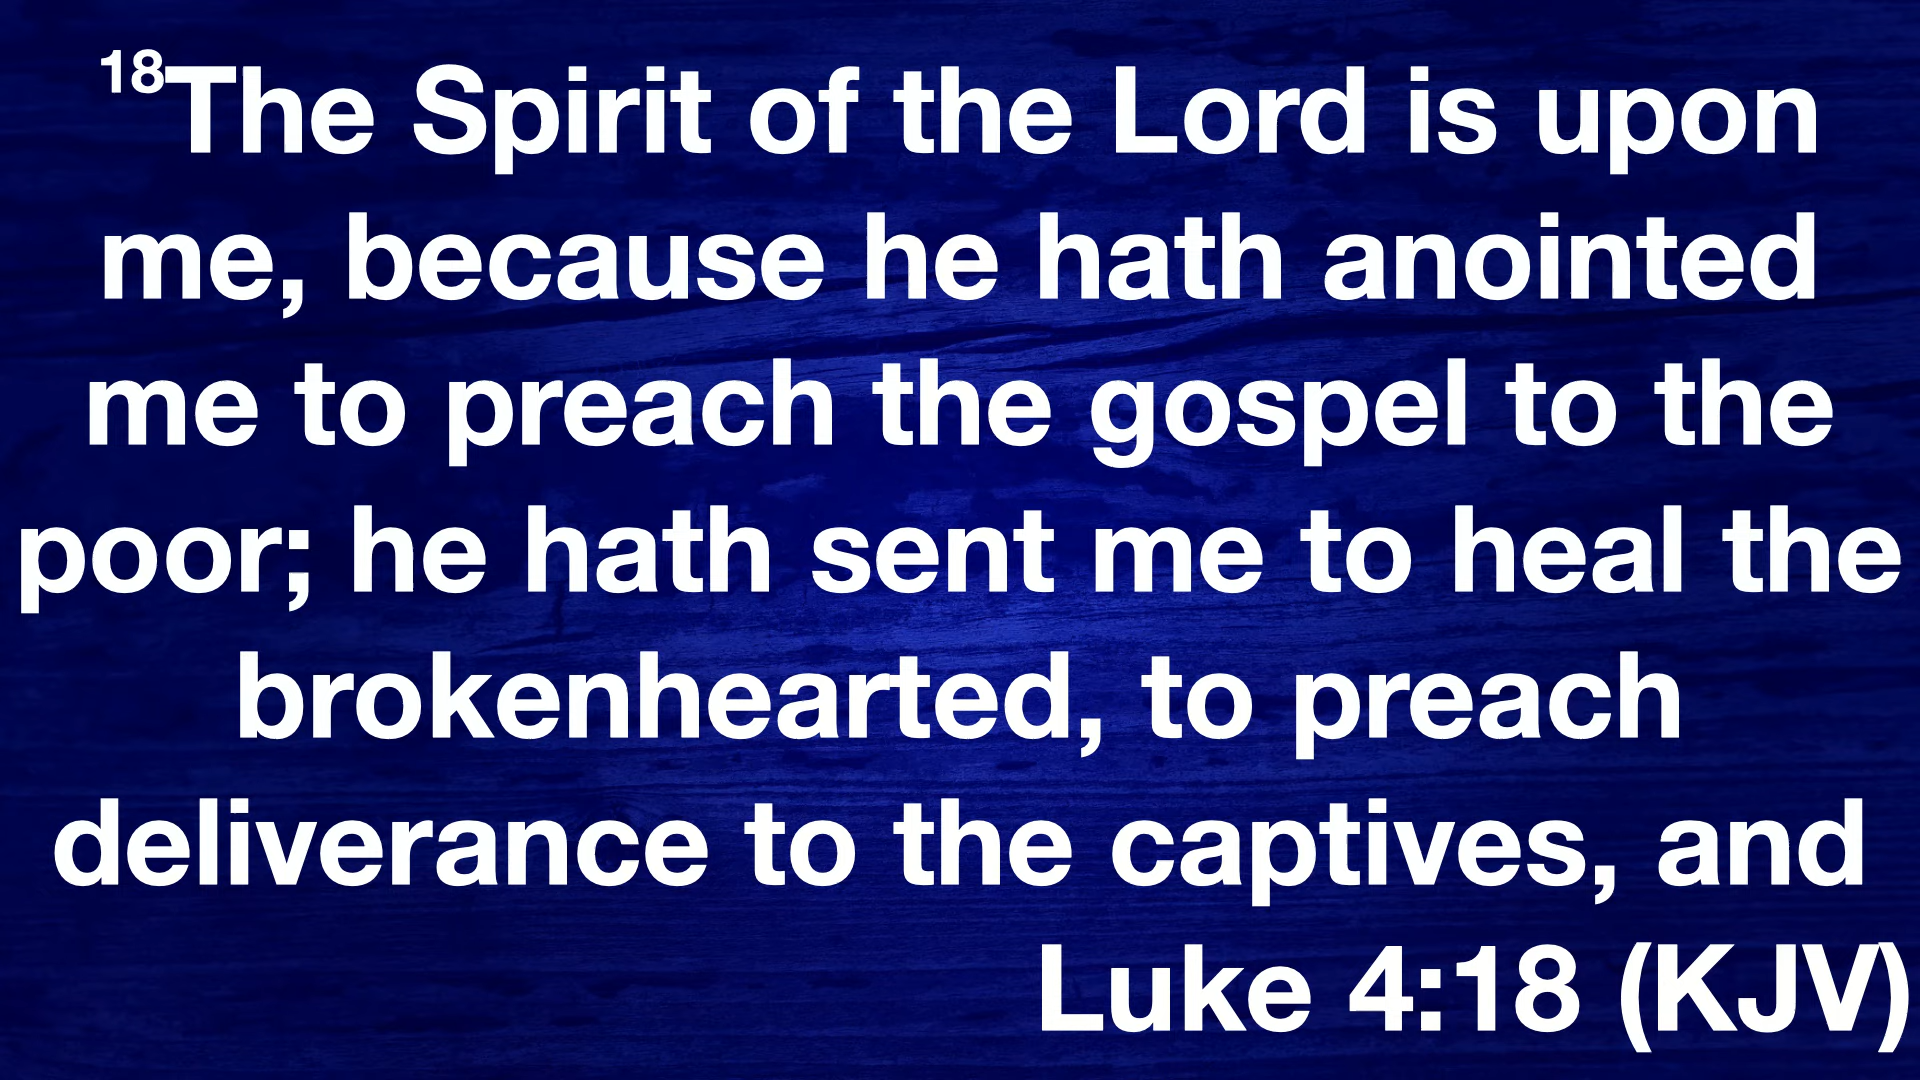 18The Spirit of the Lord is upon
me, because he hath anointed
me to preach the gospel to the
poor; he hath sent me to heal the
brokenhearted, to preach
deliverance to the captives, and
Luke 4:18 (KJV)